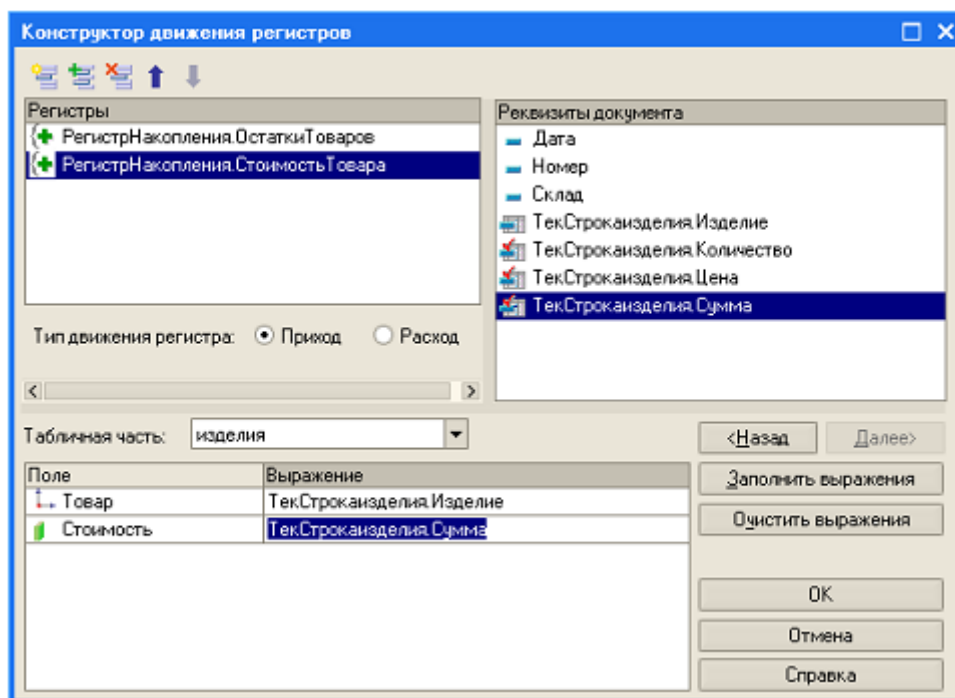 Конструктор движения регистров
Регистры
РегистрНакопления.ОстаткиТоваров
РегистрНакопления.СтоимостьТовара
Тип движения регистра: Приход Расход
Реквизиты документа
Дата
Номер
Склад
ТекСтрокаизделия.Изделие
ТекСтрокаизделия.Количество
ТекСтрокаизделия.Цена
ТекСтрокаизделия.Сумма
Табличная часть: изделия
<Назад Далее>
Поле Выражение
Товар ТекСтрокаизделия.Изделие
Стоимость ТекСтрокаизделия.Сумма
Заполнить выражения
Очистить выражения
OK
Отмена
Справка